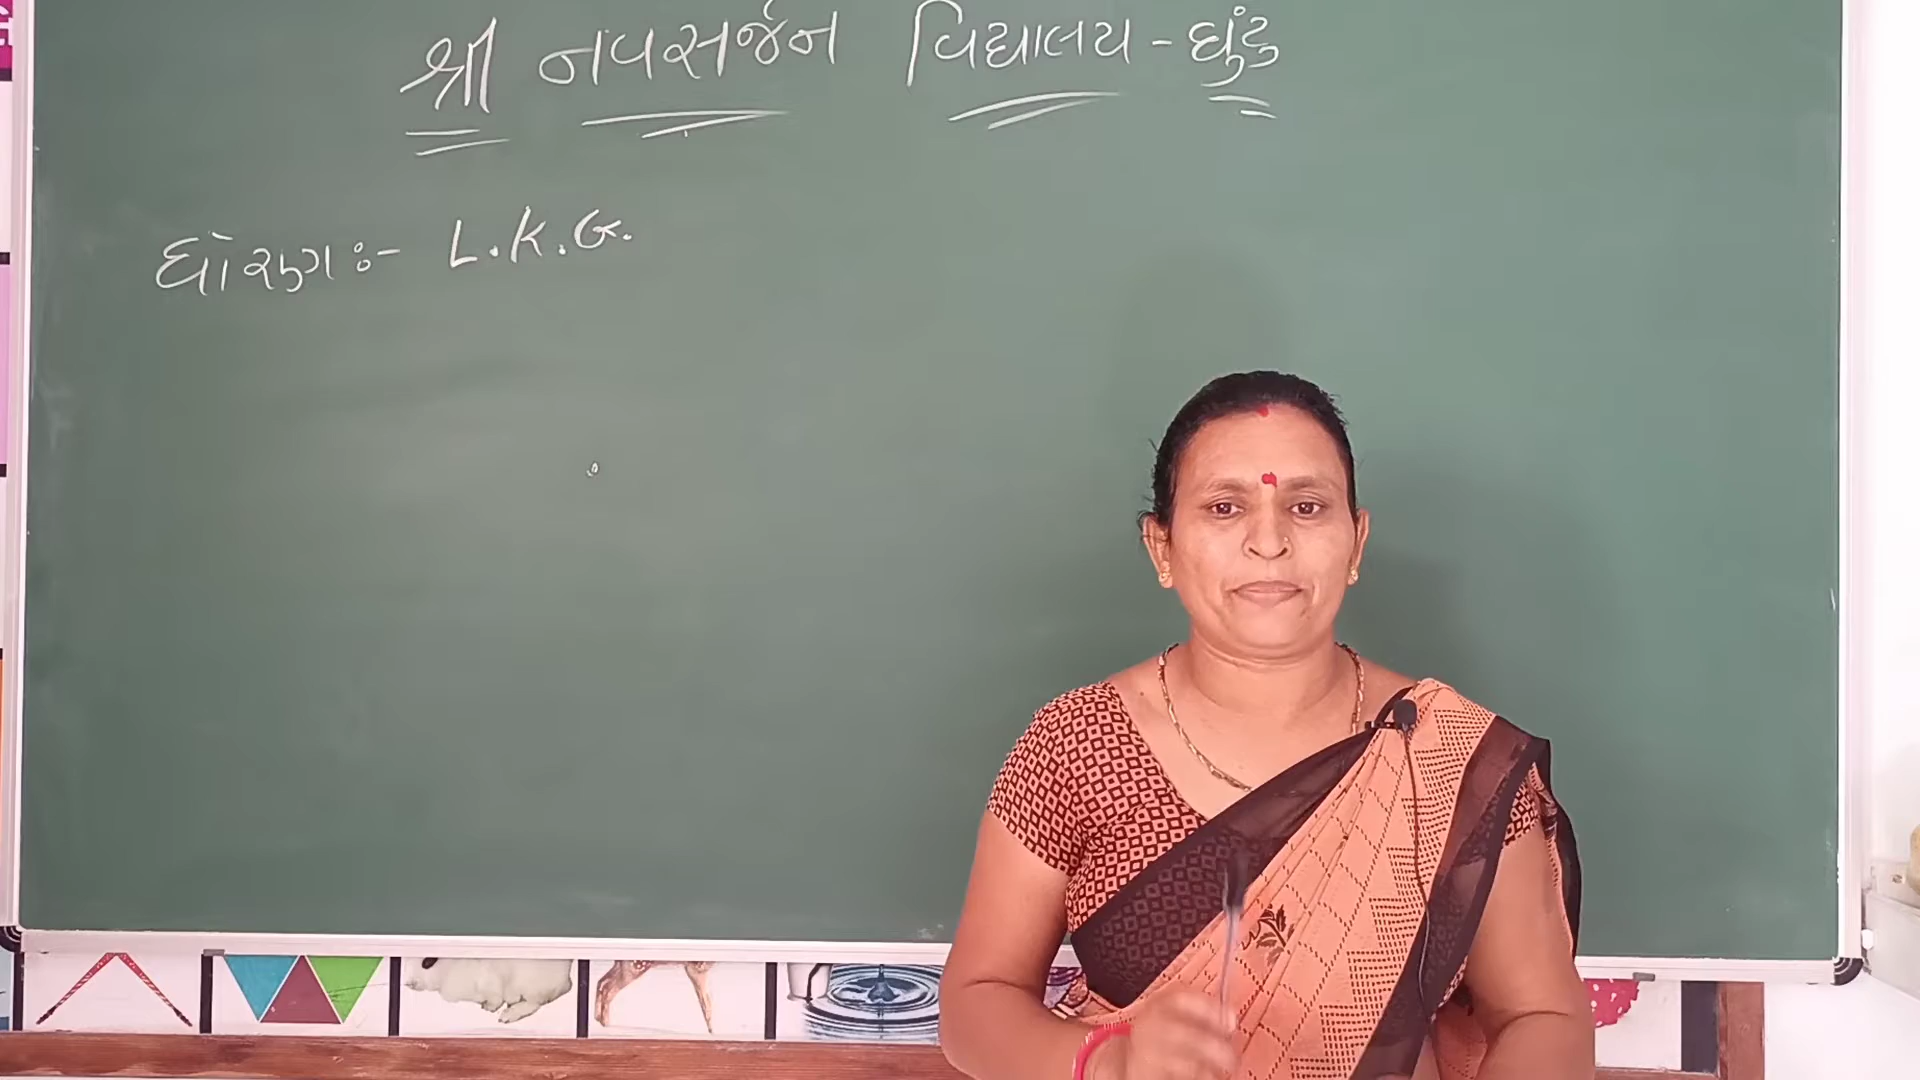 શ્રી નવસર્જન વિદ્યાલય - ઘુંટુ
ધોરણ :- L.K.G.